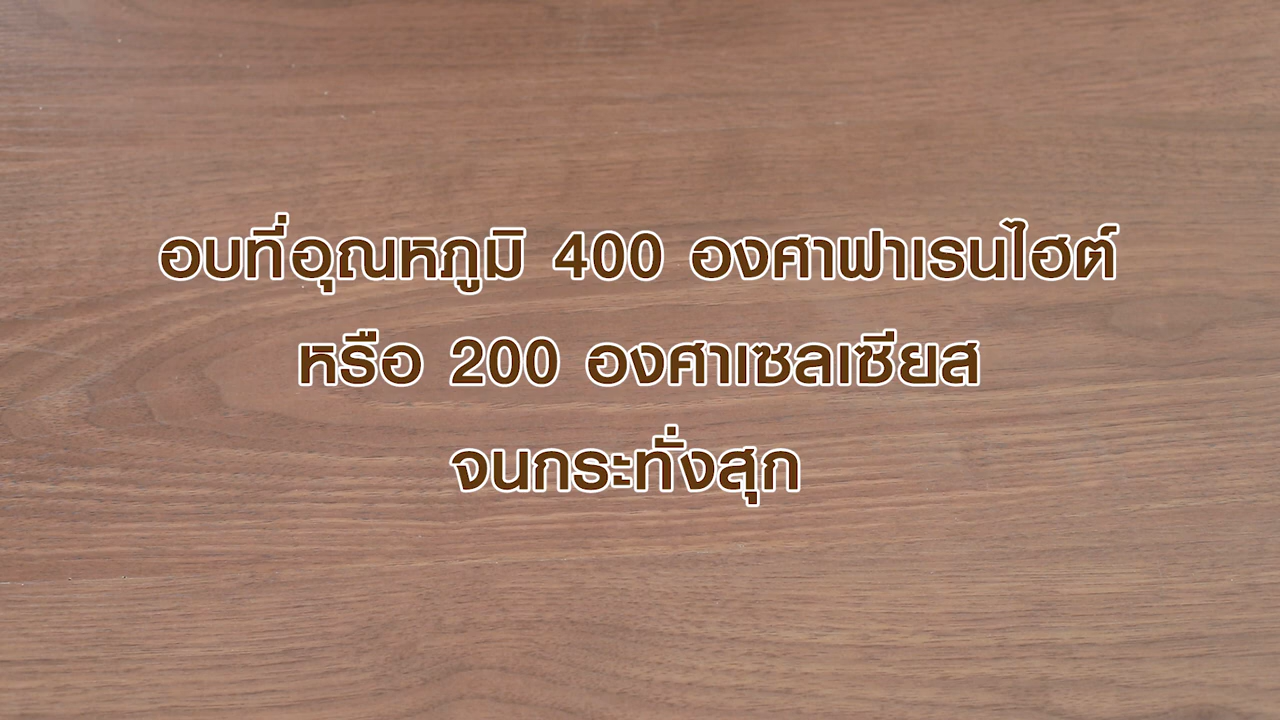 อบที่อุณหภูมิ 400 องศาฟาเรนไฮต์
หรือ 200 องศาเซลเซียส
จนกระทั่งสุก